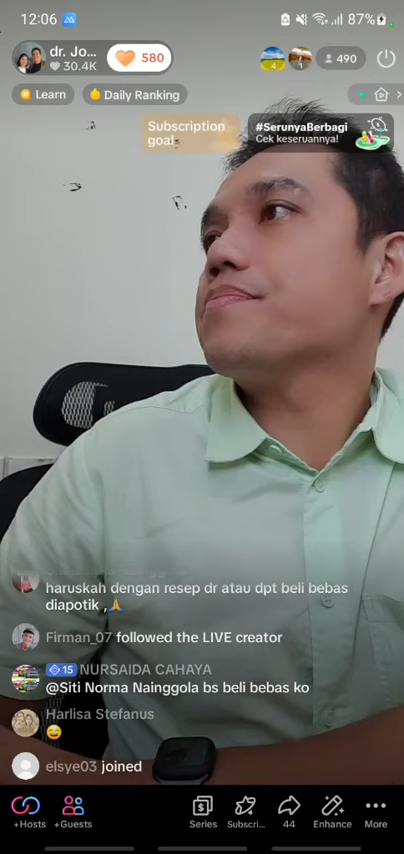 12:06
87%
dr. Jo...
30.4K
580
4
1
490
Learn
Daily Ranking
Subscription
goal
#SerunyaBerbagi
Cek keseruannya!
haruskah dengan resep dr atau dpt beli bebas
diapotik ,🙏
Firman_07 followed the LIVE creator
15 NURSAIDA CAHAYA
@Siti Norma Nainggola bs beli bebas ko
Harlisa Stefanus
😄
elsye03 joined
+Hosts
+Guests
Series
Subscri...
44
Enhance
More